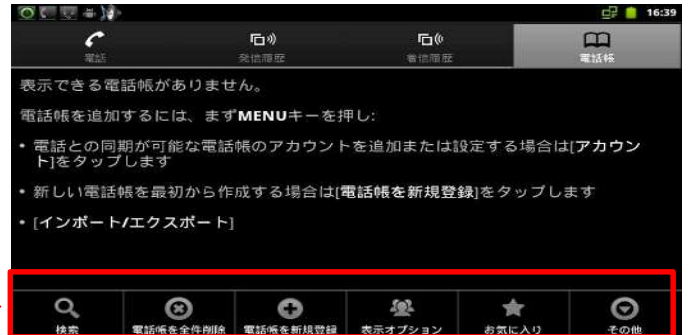 16:39
電話
発信履歴
着信履歴
電話帳
表示できる電話帳がありません。
電話帳を追加するには、まずMENUキーを押し:
• 電話との同期が可能な電話帳のアカウントを追加または設定する場合は[アカウン
ト]をタップします
• 新しい電話帳を最初から作成する場合は[電話帳を新規登録]をタップします
• [インポート/エクスポート]
検索
電話帳を全件削除
電話帳を新規登録
表示オプション
お気に入り
その他